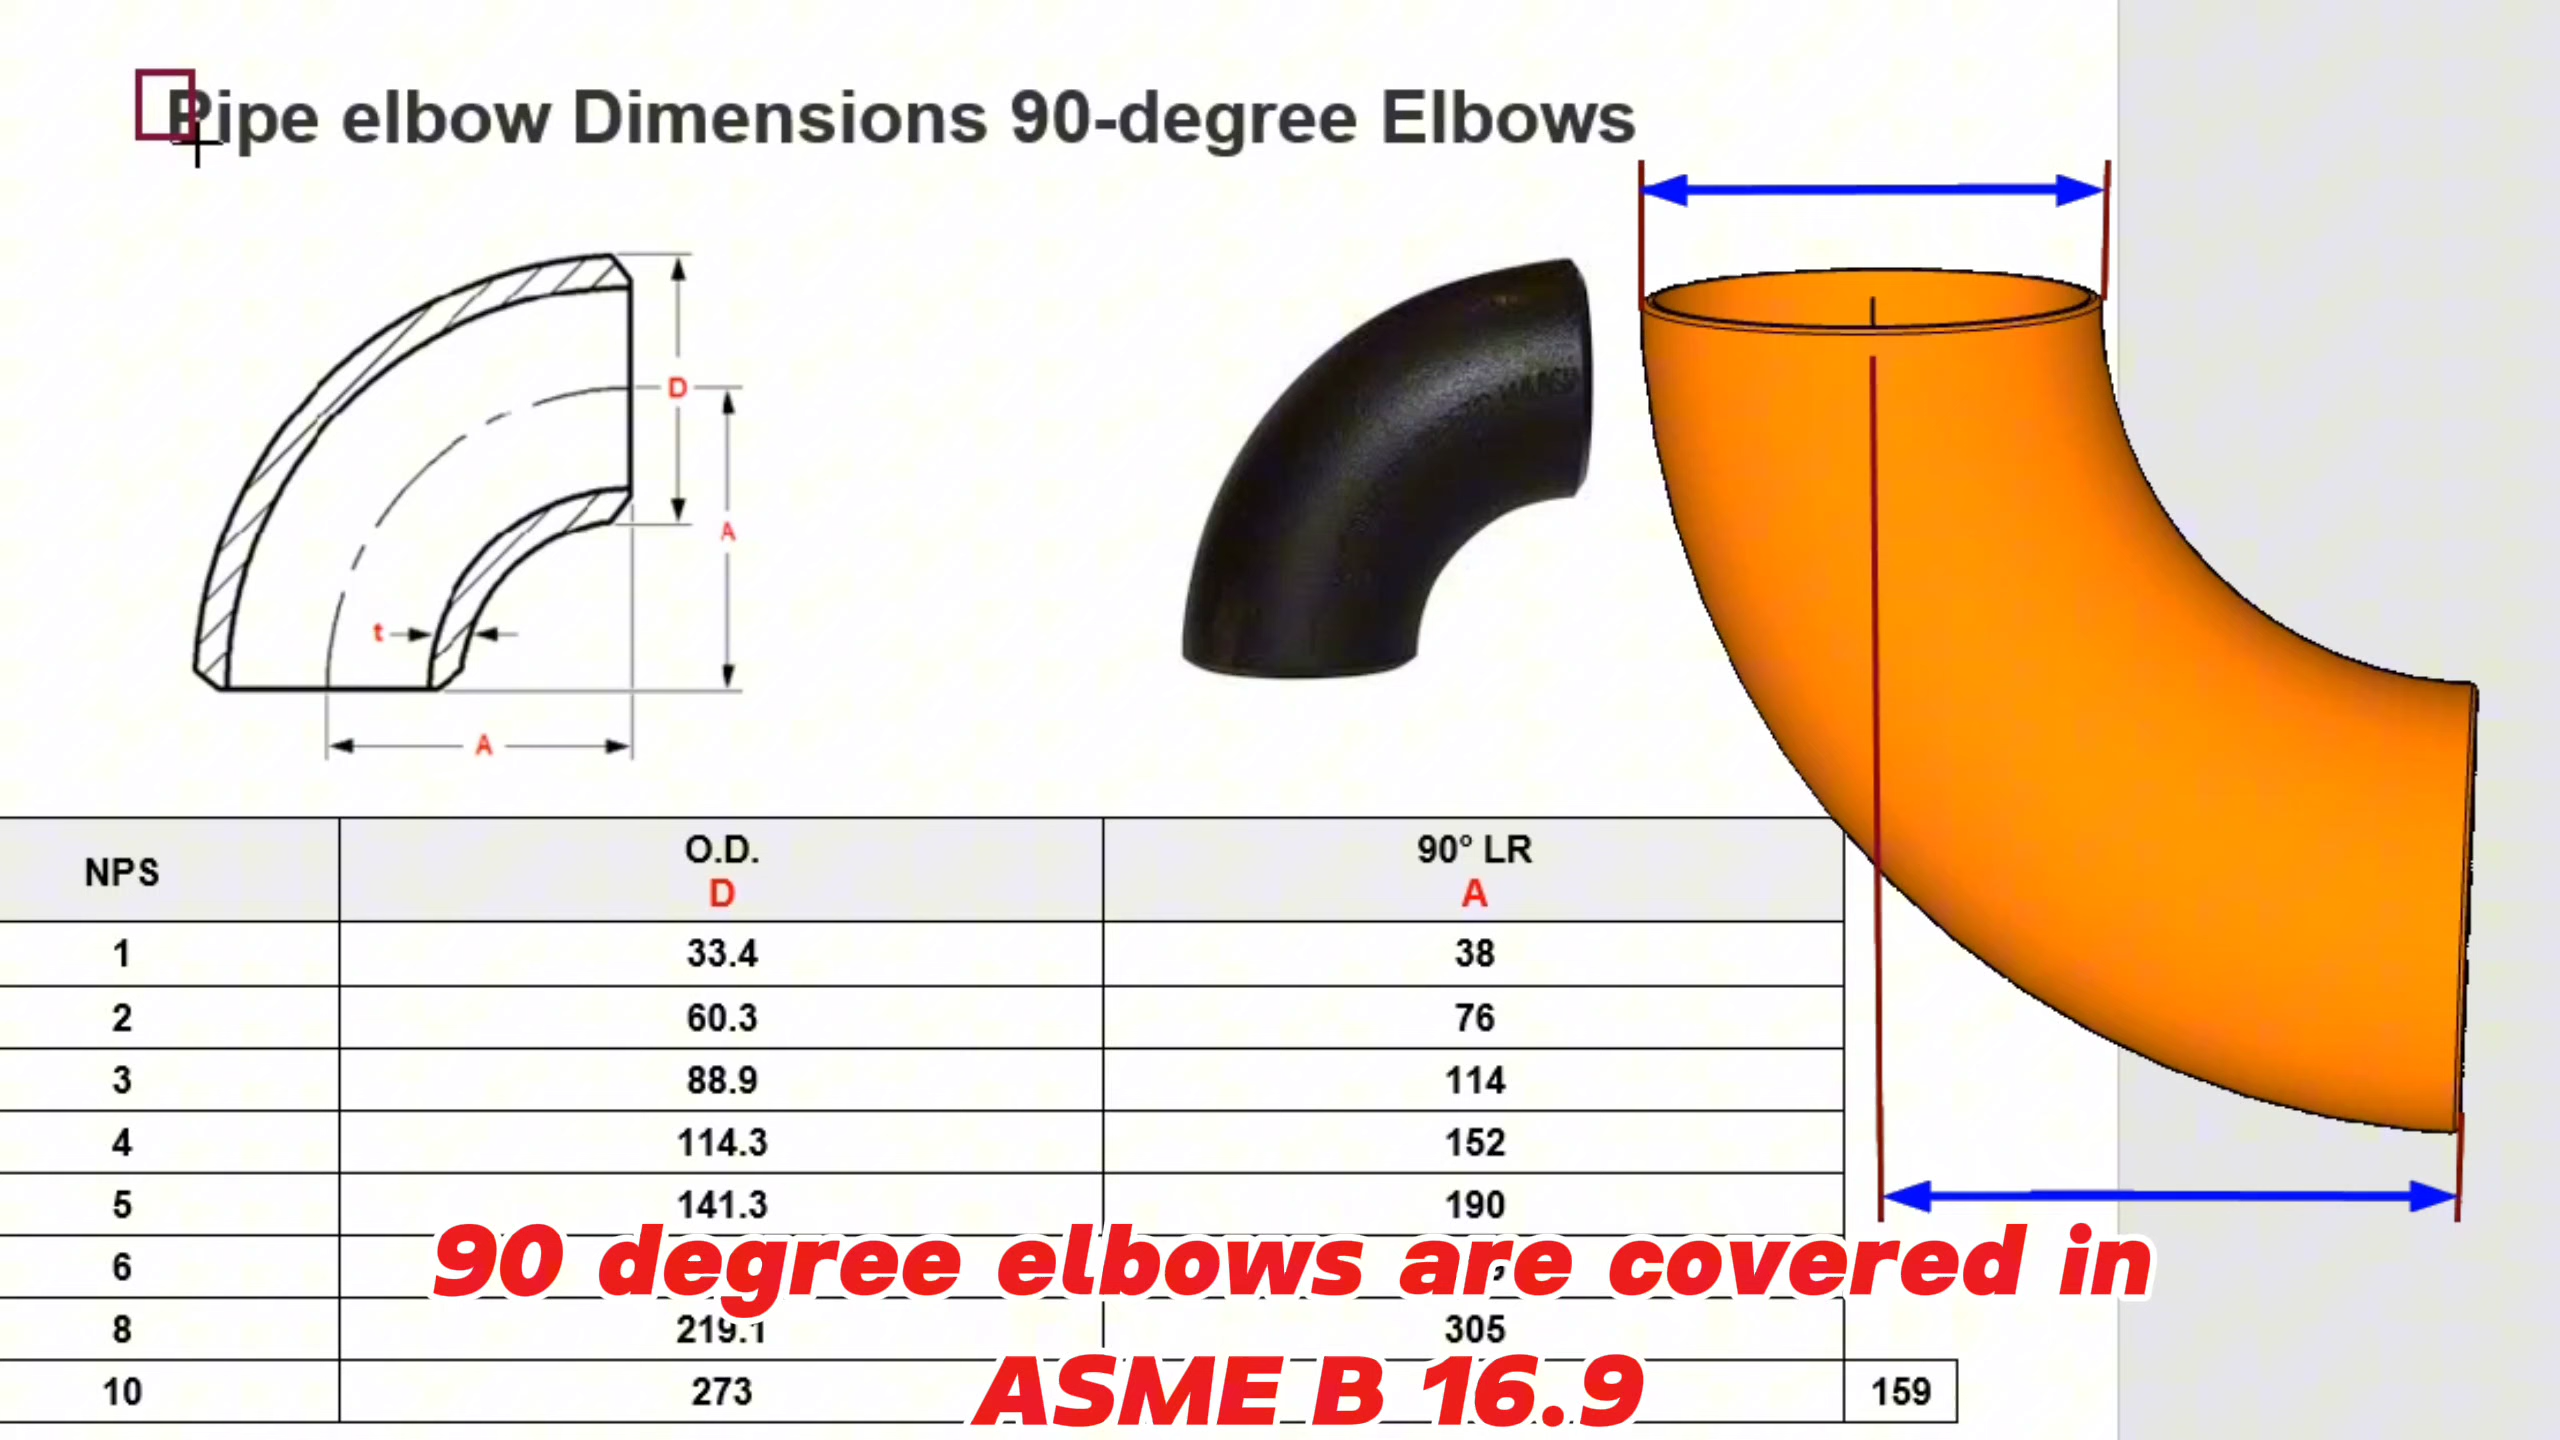 Pipe elbow Dimensions 90-degree Elbows
D
A
t
A
NPS O.D. D 90° LR A
1 33.4 38
2 60.3 76
3 88.9 114
4 114.3 152
5 141.3 190
6
8 219.1 305
10 273 159
90 degree elbows are covered in
ASME B 16.9